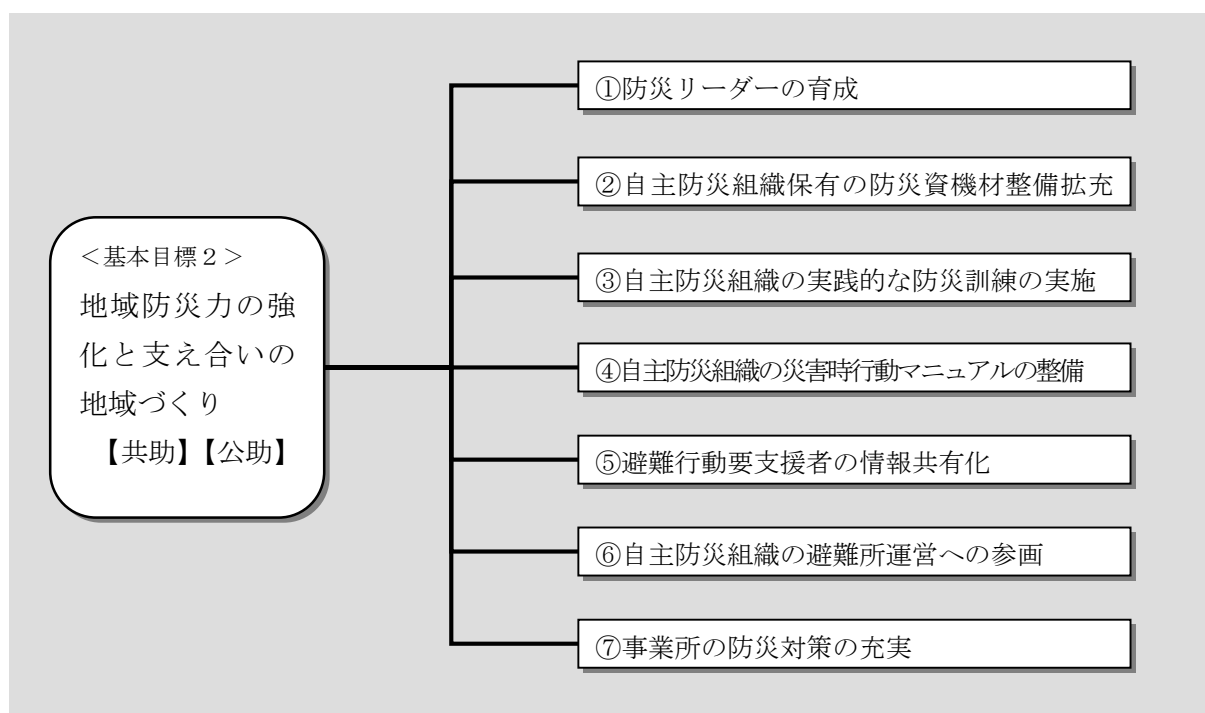 <基本目標2>
地域防災力の強
化と支え合いの
地域づくり
【共助】【公助】
①防災リーダーの育成
②自主防災組織保有の防災資機材整備拡充
③自主防災組織の実践的な防災訓練の実施
④自主防災組織の災害時行動マニュアルの整備
⑤避難行動要支援者の情報共有化
⑥自主防災組織の避難所運営への参画
⑦事業所の防災対策の充実